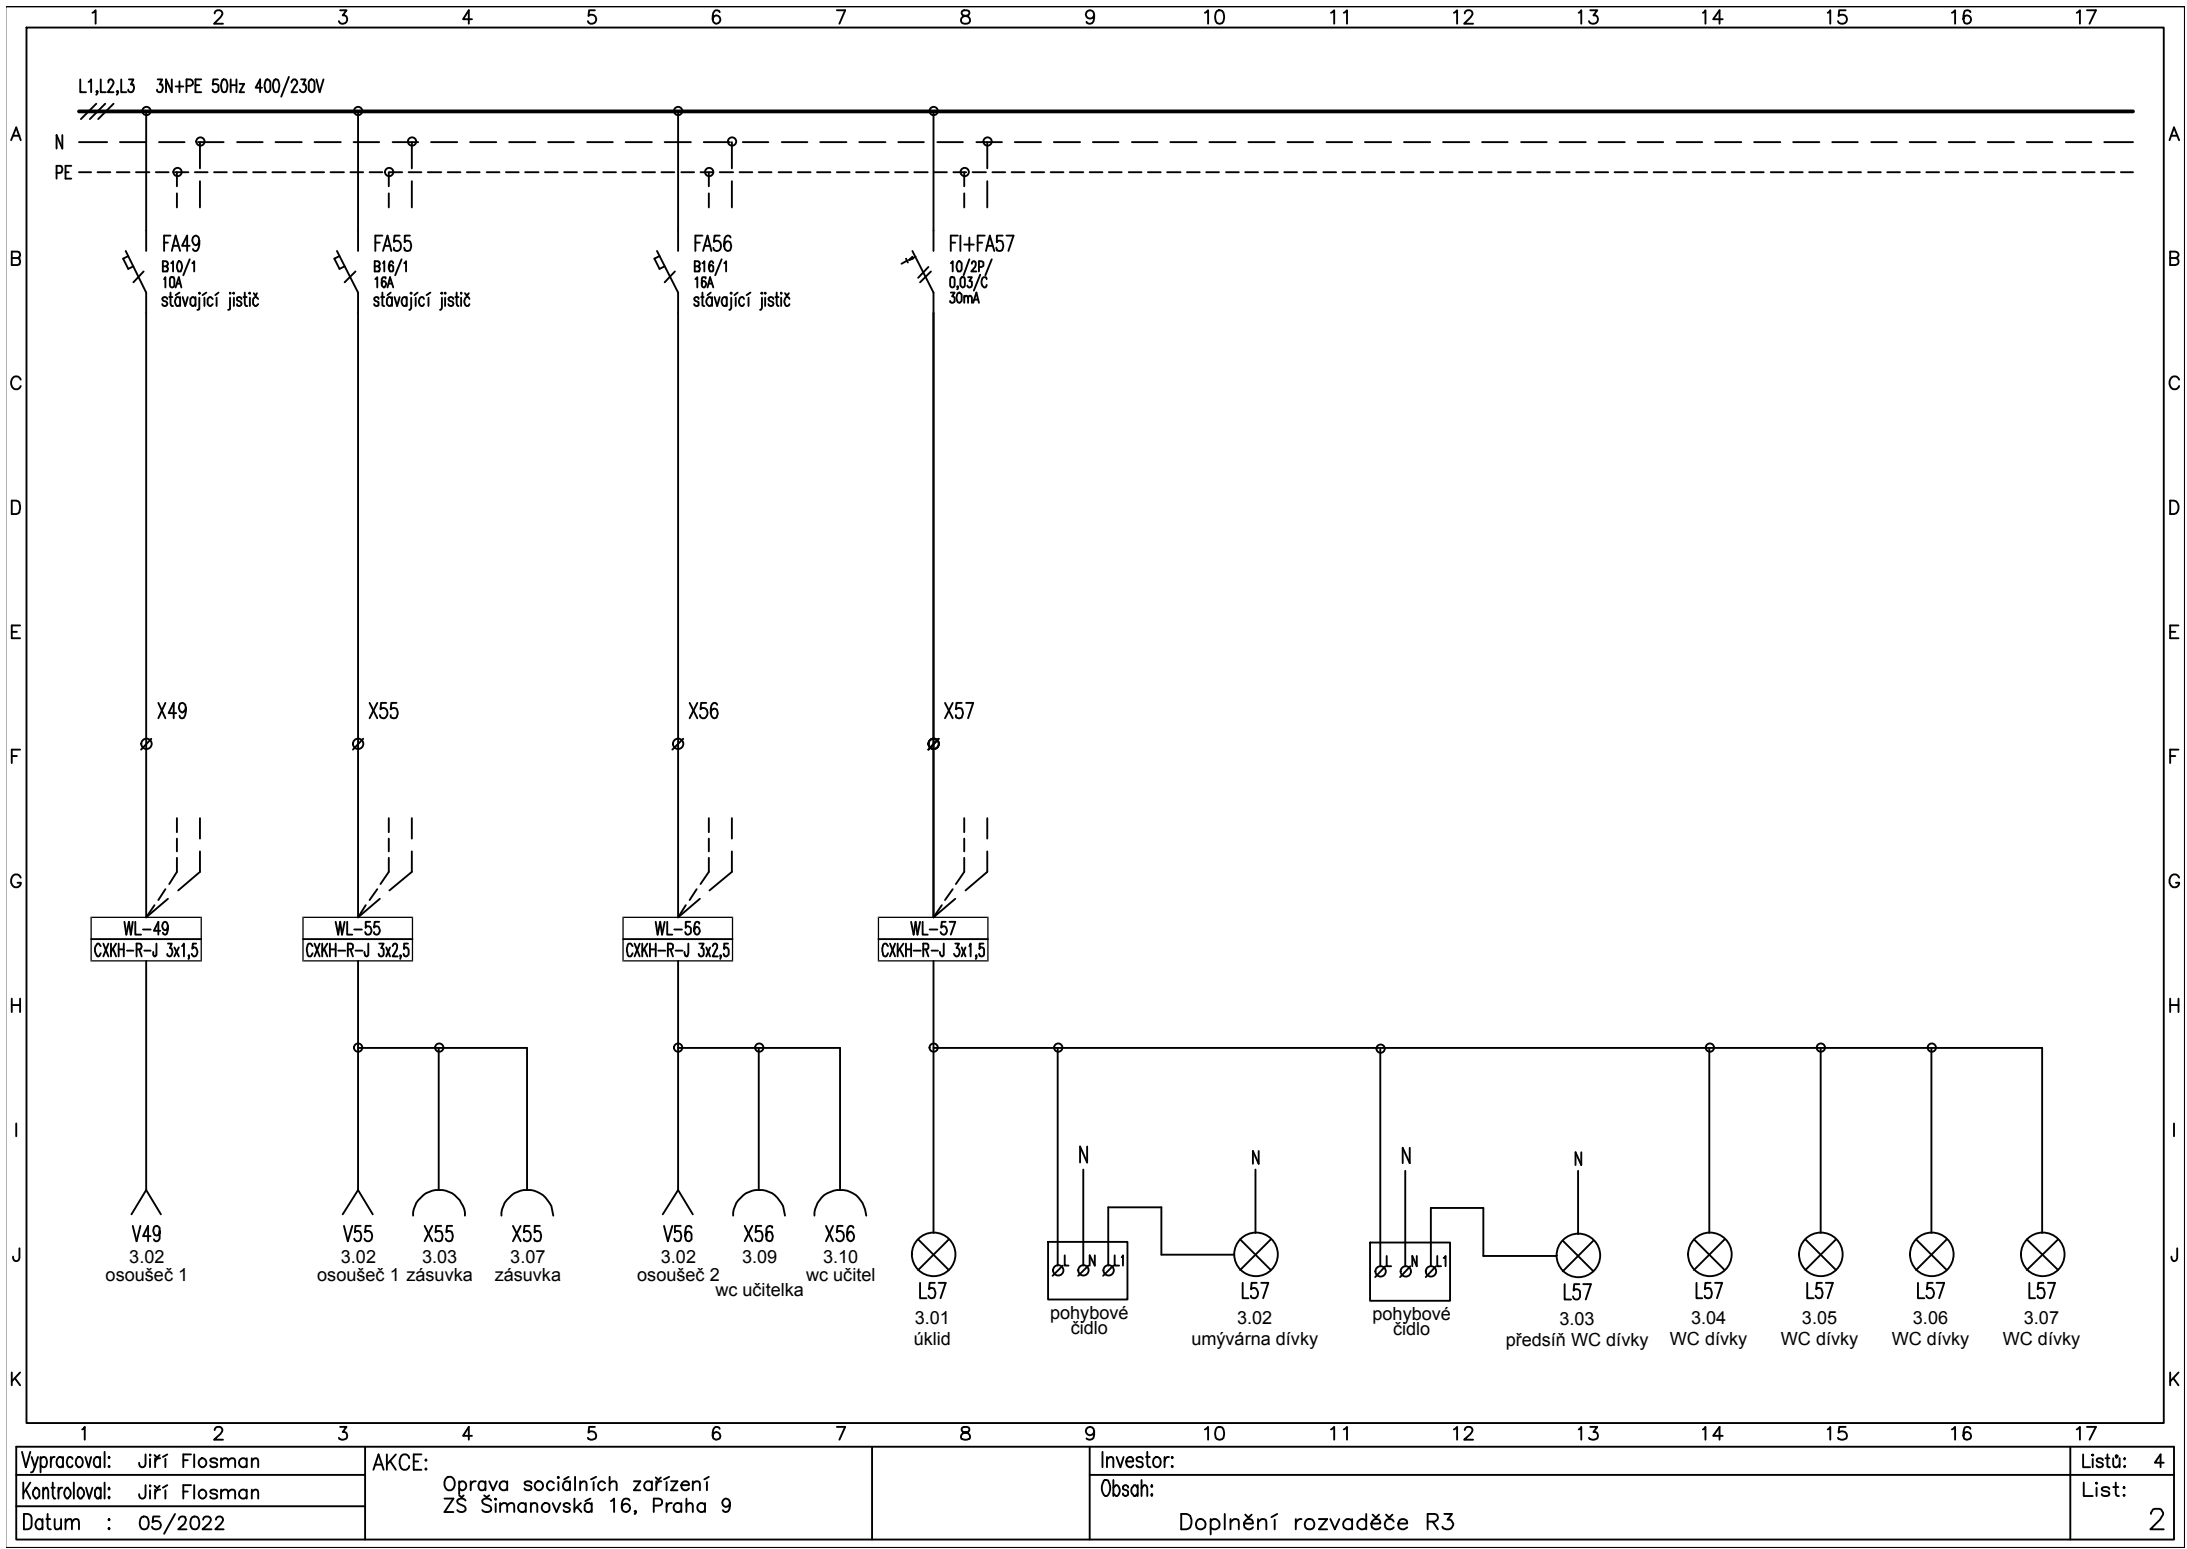 1 2 3 4 5 6 7 8 9 10 11 12 13 14 15 16 17
L1,L2,L3 3N+PE 50Hz 400/230V
A A
N
PE
B B
FA49
B10/1
10A
stávající jistič
FA55
B16/1
16A
stávající jistič
FA56
B16/1
16A
stávající jistič
FI+FA57
10/2P/
0,03/C
30mA
C C
D D
E E
X49 X55 X56 X57
F F
G G
WL-49 WL-55 WL-56 WL-57
CXKH-R-J 3x1,5 CXKH-R-J 3x2,5 CXKH-R-J 3x2,5 CXKH-R-J 3x1,5
H H
I I
N N N N
J J
V49
3.02
osoušeč 1
V55
3.02
osoušeč 1
X55
3.03
zásuvka
X55
3.07
zásuvka
V56
3.02
osoušeč 2
X56
3.09
wc učitelka
X56
3.10
wc učitel
L57
3.01
úklid
L N L1
pohybové
čidlo
L57
3.02
umývárna dívky
L N L1
pohybové
čidlo
L57
3.03
předsíň WC dívky
L57
3.04
WC dívky
L57
3.05
WC dívky
L57
3.06
WC dívky
L57
3.07
WC dívky
K K
1 2 3 4 5 6 7 8 9 10 11 12 13 14 15 16 17
Vypracoval: Jiří Flosman
Kontroloval: Jiří Flosman
Datum : 05/2022
AKCE:
Oprava sociálních zařízení
ZŠ Šimanovská 16, Praha 9
Investor:
Obsah:
Doplnění rozvaděče R3
Listů: 4
List:
2